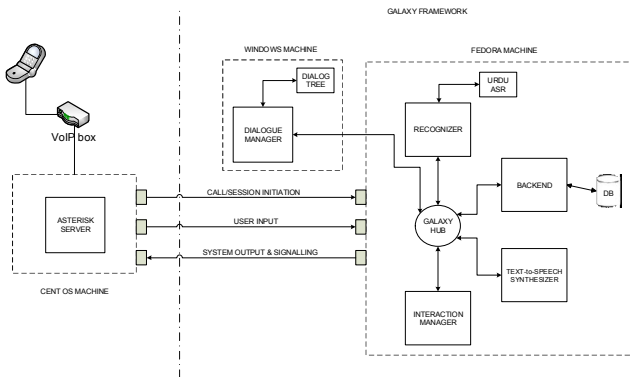 GALAXY FRAMEWORK
WINDOWS MACHINE
FEDORA MACHINE
DIALOG
TREE
URDU
ASR
VoIP box
DIALOGUE
MANAGER
RECOGNIZER
CALL/SESSION INITIATION
BACKEND
DB
ASTERISK
SERVER
USER INPUT
GALAXY
HUB
SYSTEM OUTPUT & SIGNALLING
TEXT-to-SPEECH
SYNTHESIZER
CENT OS MACHINE
INTERACTION
MANAGER